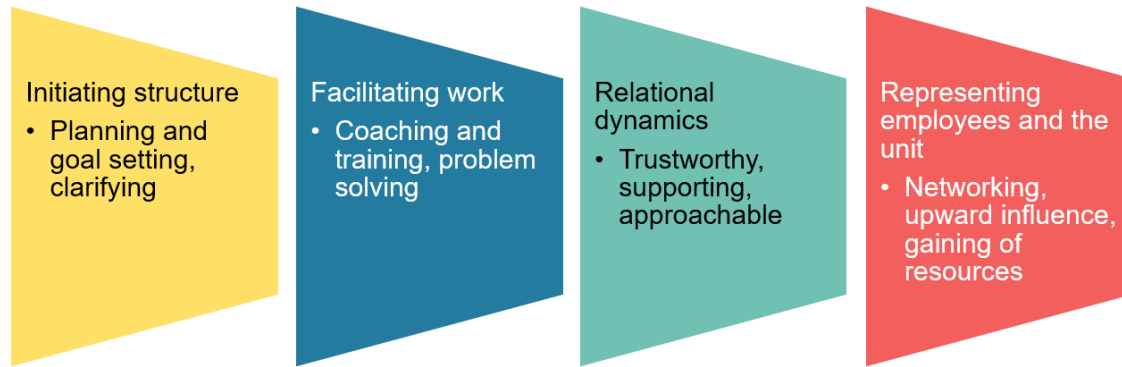 Initiating structure
• Planning and
goal setting,
clarifying
Facilitating work
• Coaching and
training, problem
solving
Relational
dynamics
• Trustworthy,
supporting,
approachable
Representing
employees and the
unit
• Networking,
upward influence,
gaining of
resources